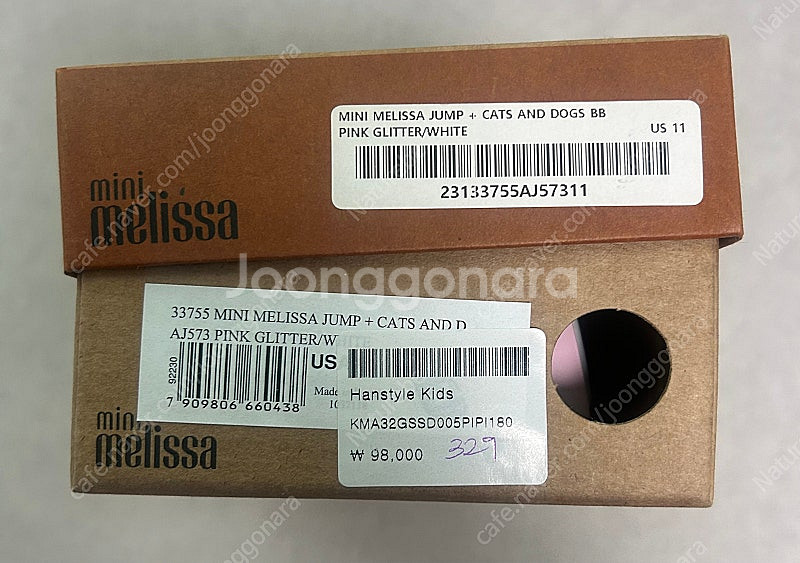 MINI MELISSA JUMP + CATS AND DOGS BB
PINK GLITTER/WHITE US 11
23133755AJ57311
mini
melissa
Joonggonara
33755 MINI MELISSA JUMP + CATS AND D
AJ573 PINK GLITTER/WHITE
US
92230
Made
7 909806 660438
Hanstyle Kids
KMA32GSSD005PIPI180
₩ 98,000 329
mini
melissa
cafe.naver.com/joonggonara